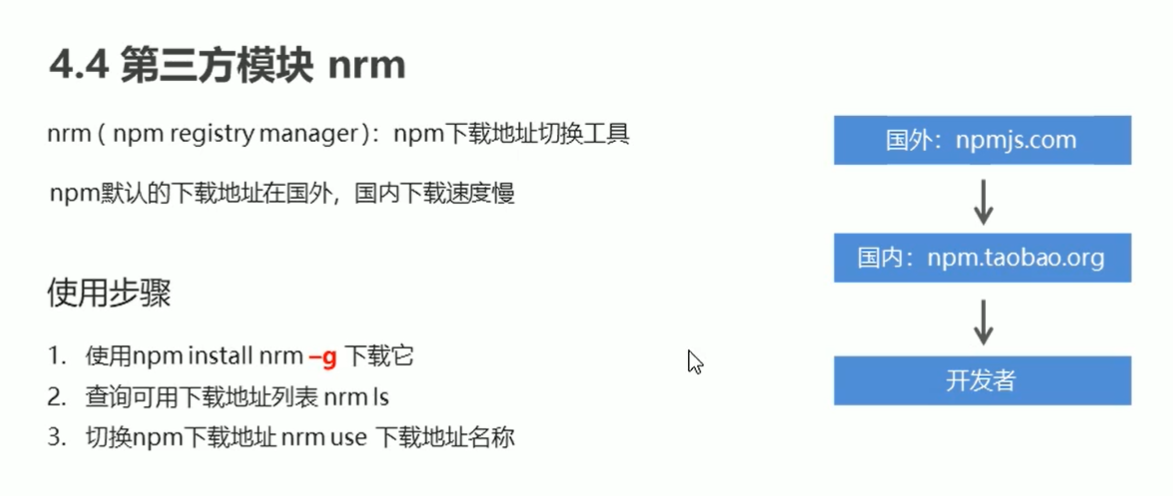 4.4 第三方模块 nrm
nrm ( npm registry manager )：npm下载地址切换工具
npm默认的下载地址在国外，国内下载速度慢
使用步骤
1. 使用npm install nrm –g 下载它
2. 查询可用下载地址列表 nrm ls
3. 切换npm下载地址 nrm use 下载地址名称
国外：npmjs.com
国内：npm.taobao.org
开发者